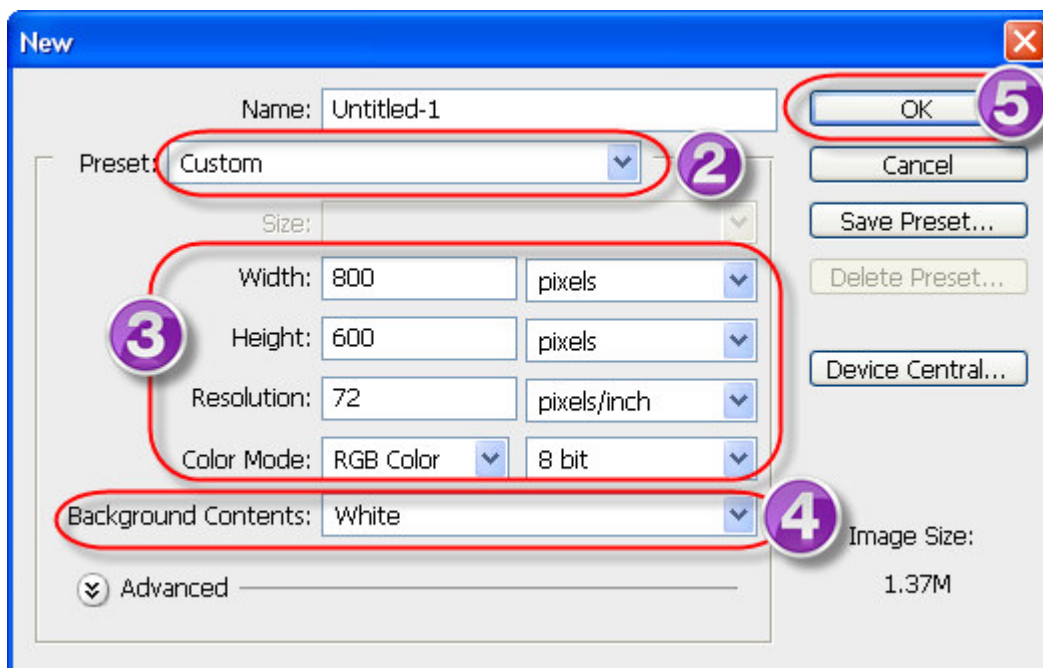 New
Name: Untitled-1
OK 5
Preset: Custom 2
Cancel
Size:
Save Preset...
3
Width: 800 pixels
Delete Preset...
Height: 600 pixels
Device Central...
Resolution: 72 pixels/inch
Color Mode: RGB Color 8 bit
Background Contents: White 4
Image Size:
1.37M
Advanced